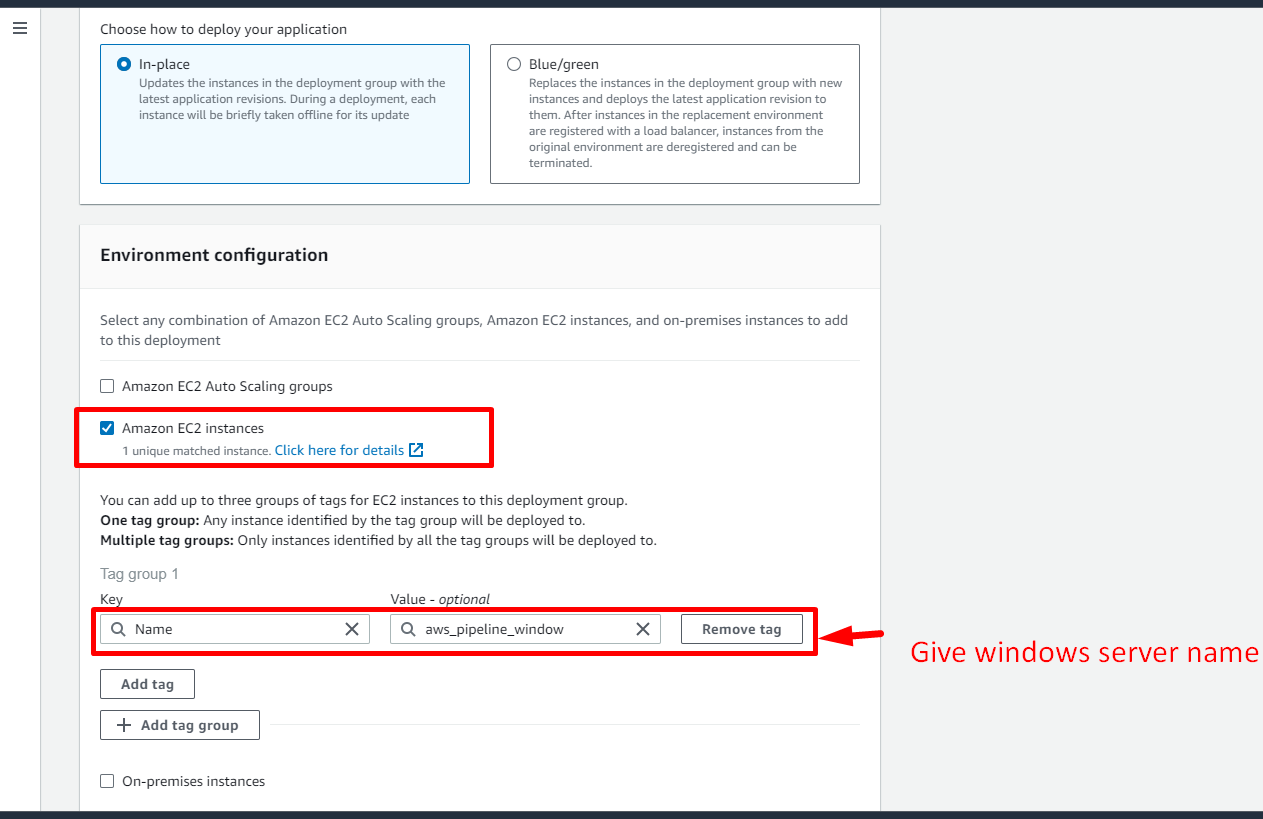 Choose how to deploy your application
In-place
Updates the instances in the deployment group with the
latest application revisions. During a deployment, each
instance will be briefly taken offline for its update
Blue/green
Replaces the instances in the deployment group with new
instances and deploys the latest application revision to
them. After instances in the replacement environment
are registered with a load balancer, instances from the
original environment are deregistered and can be
terminated.
Environment configuration
Select any combination of Amazon EC2 Auto Scaling groups, Amazon EC2 instances, and on-premises instances to add
to this deployment
Amazon EC2 Auto Scaling groups
Amazon EC2 instances
1 unique matched instance. Click here for details
You can add up to three groups of tags for EC2 instances to this deployment group.
One tag group: Any instance identified by the tag group will be deployed to.
Multiple tag groups: Only instances identified by all the tag groups will be deployed to.
Tag group 1
Key Value - optional
Name aws_pipeline_window Remove tag
Give windows server name
Add tag
Add tag group
On-premises instances